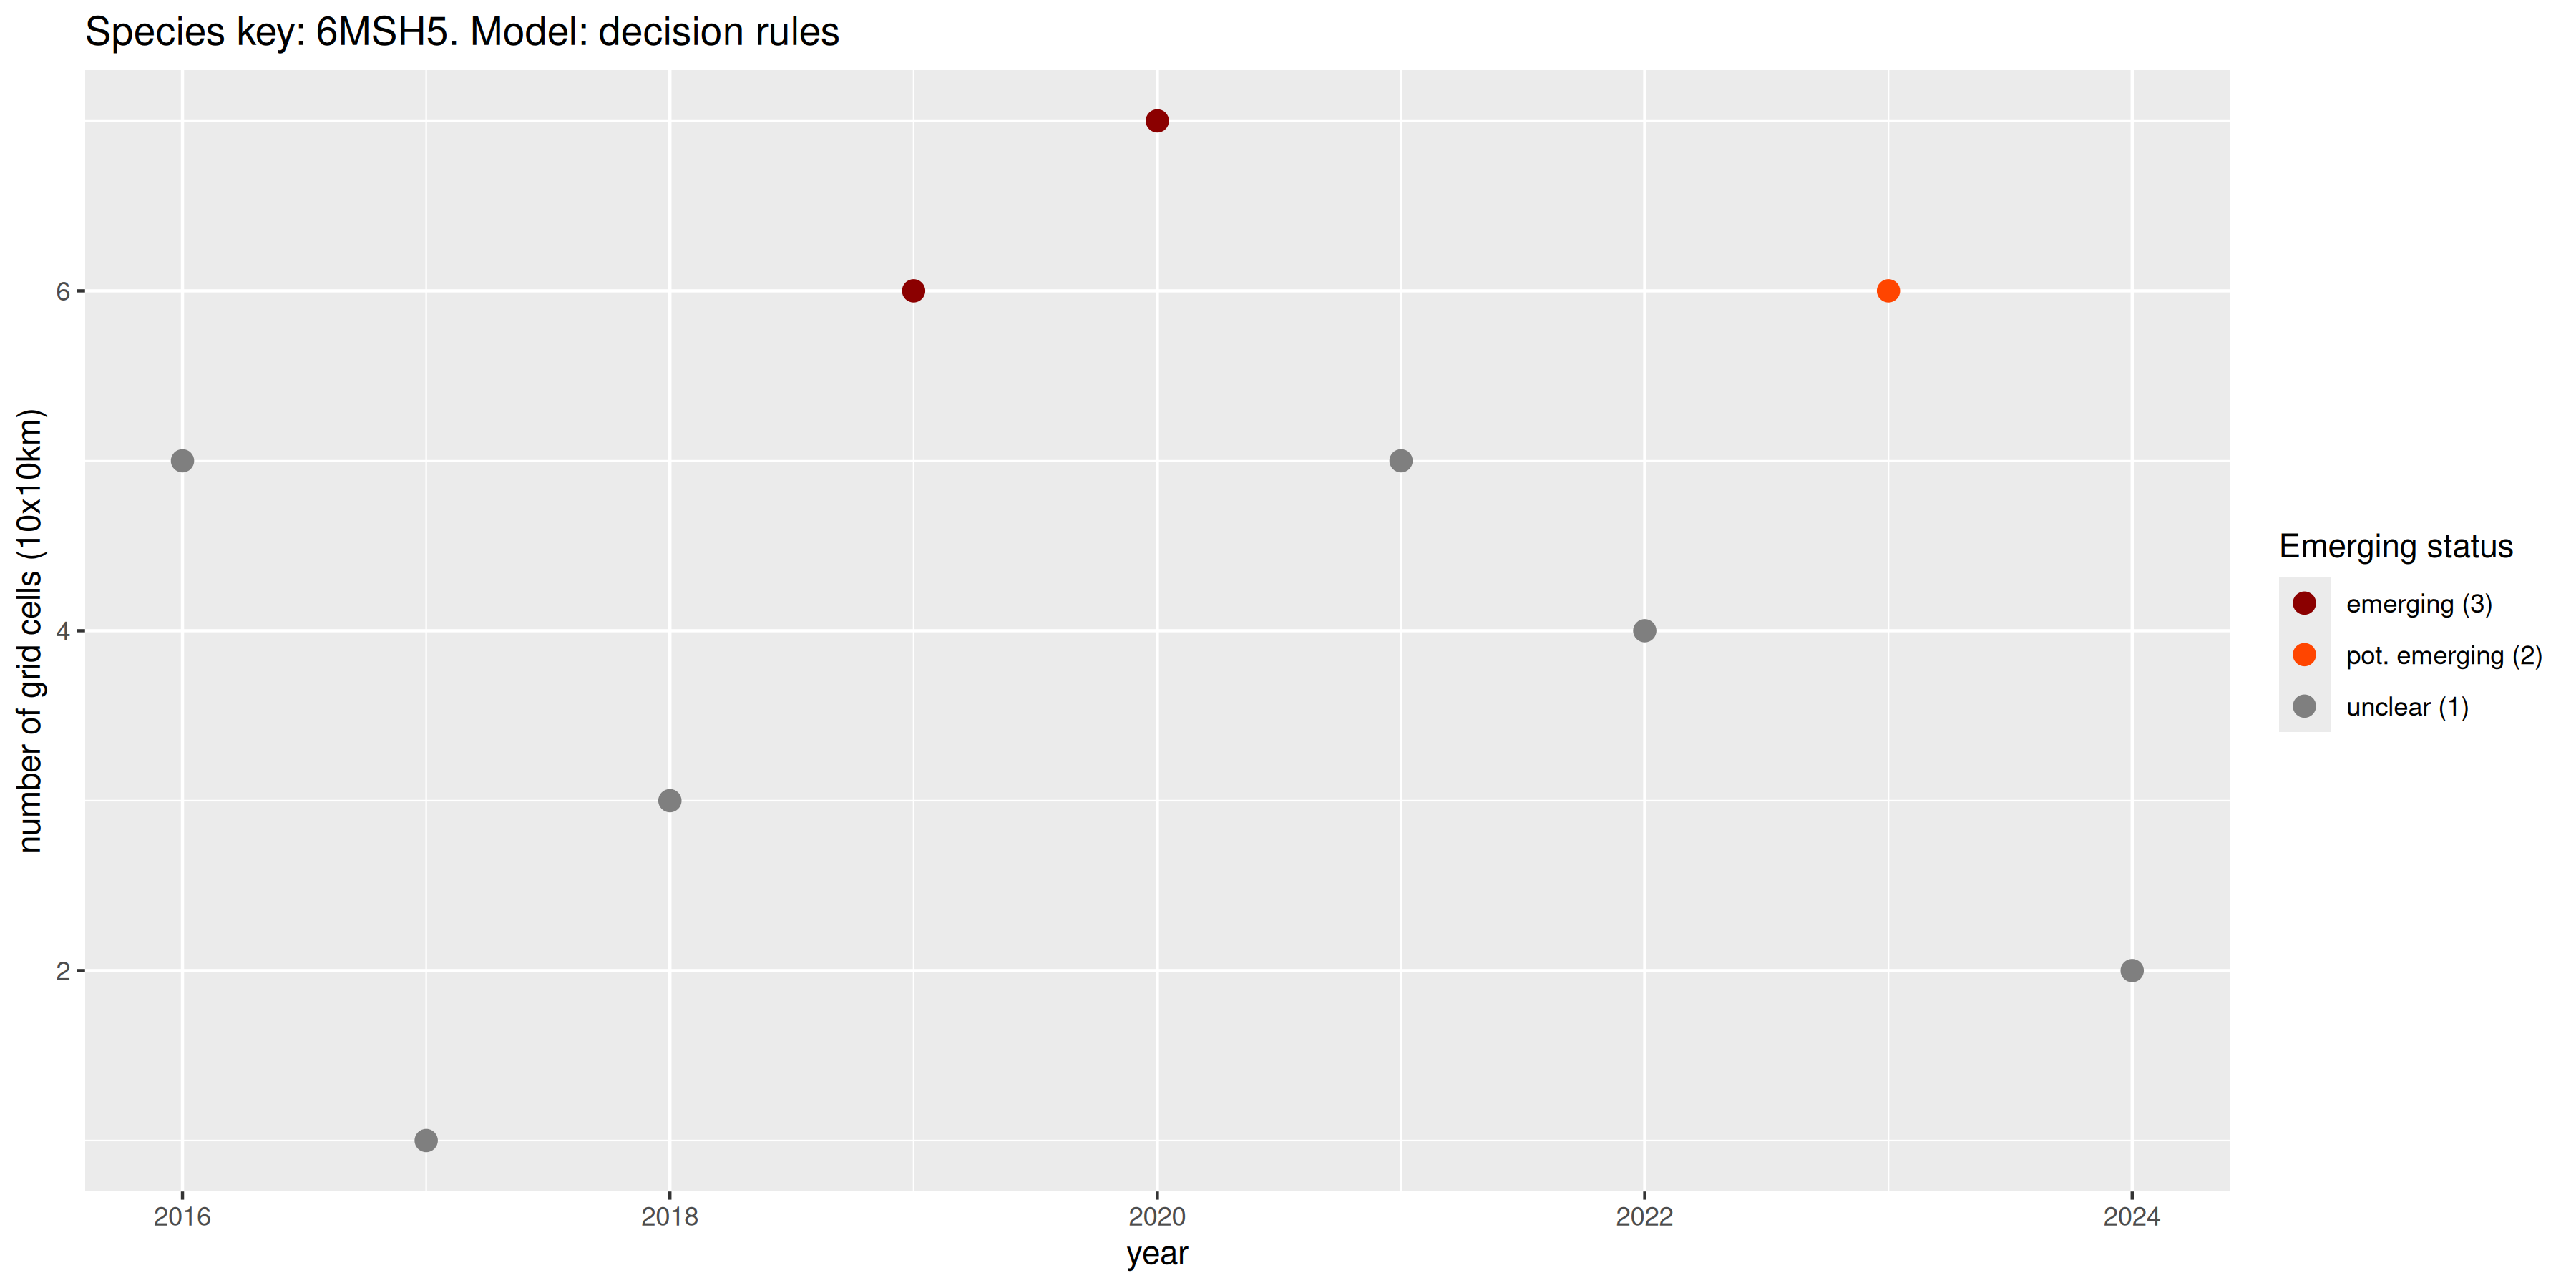 Species key: 6MSH5. Model: decision rules
number of grid cells (10x10km)
6
4
2
2016
2018
2020
2022
2024
year
Emerging status
emerging (3)
pot. emerging (2)
unclear (1)